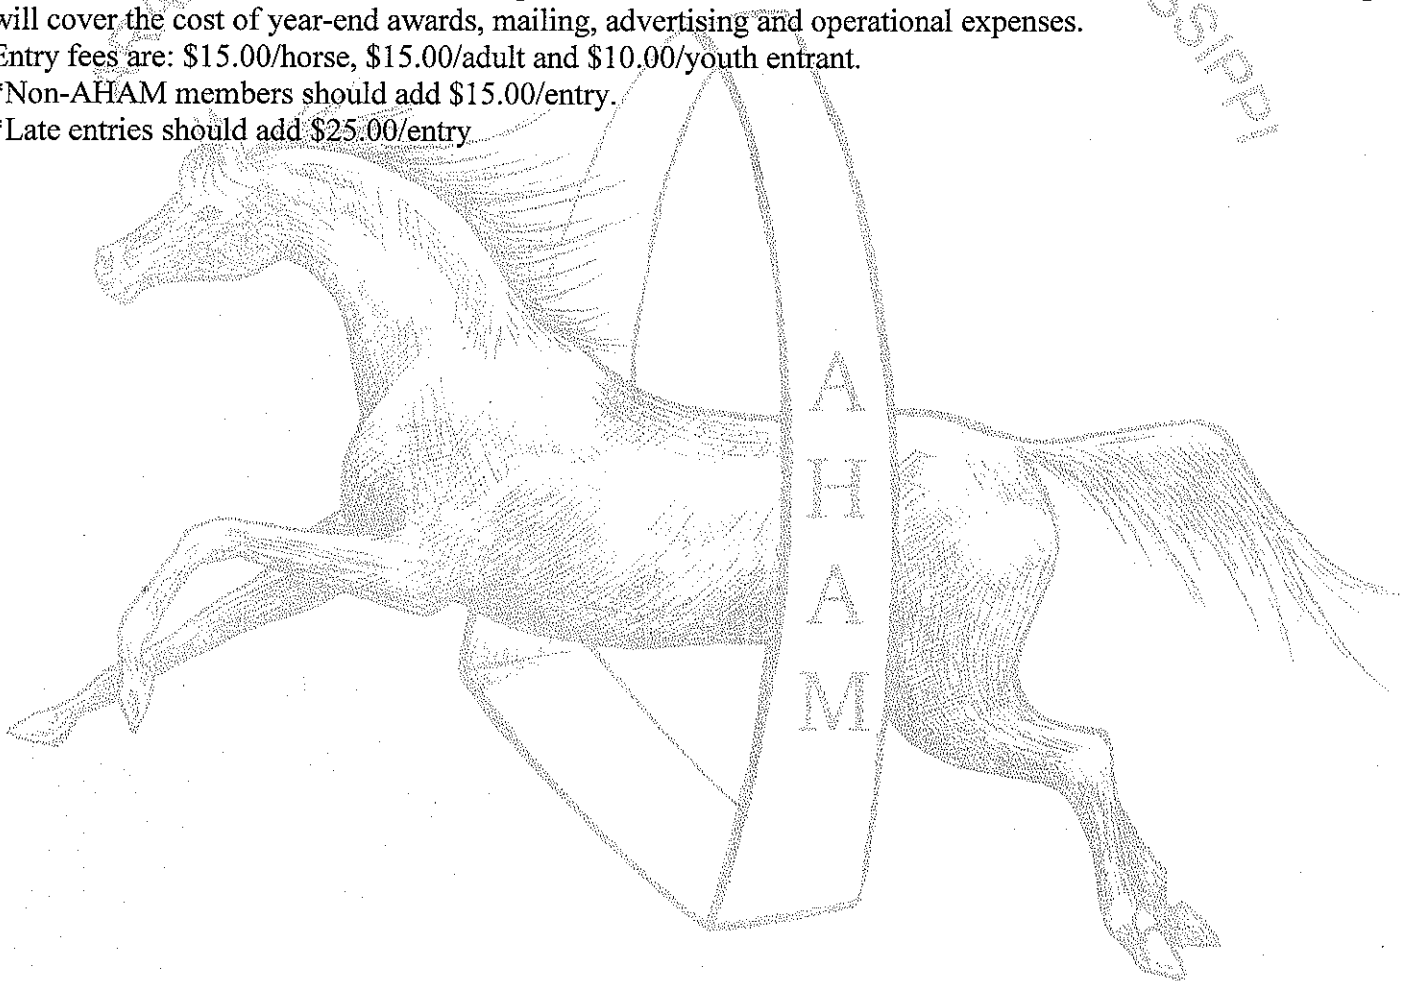 will cover the cost of year-end awards, mailing, advertising and operational expenses.
Entry fees are: $15.00/horse, $15.00/adult and $10.00/youth entrant.
*Non-AHAM members should add $15.00/entry.
*Late entries should add $25.00/entry
SSIPPI
A
H
A
M